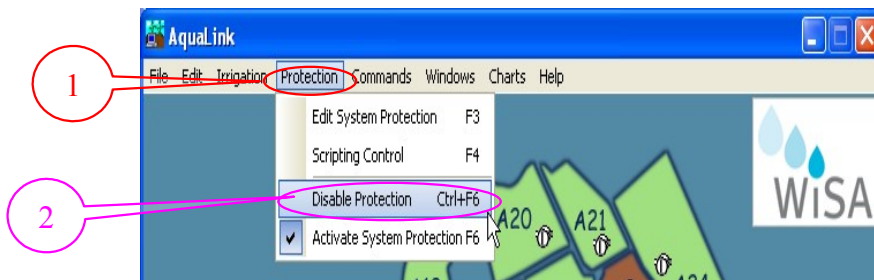 AquaLink
File Edit Irrigation Protection Commands Windows Charts Help
1
Edit System Protection F3
Scripting Control F4
Disable Protection Ctrl+F6
Activate System Protection F6
2
WiSA
A20
A21